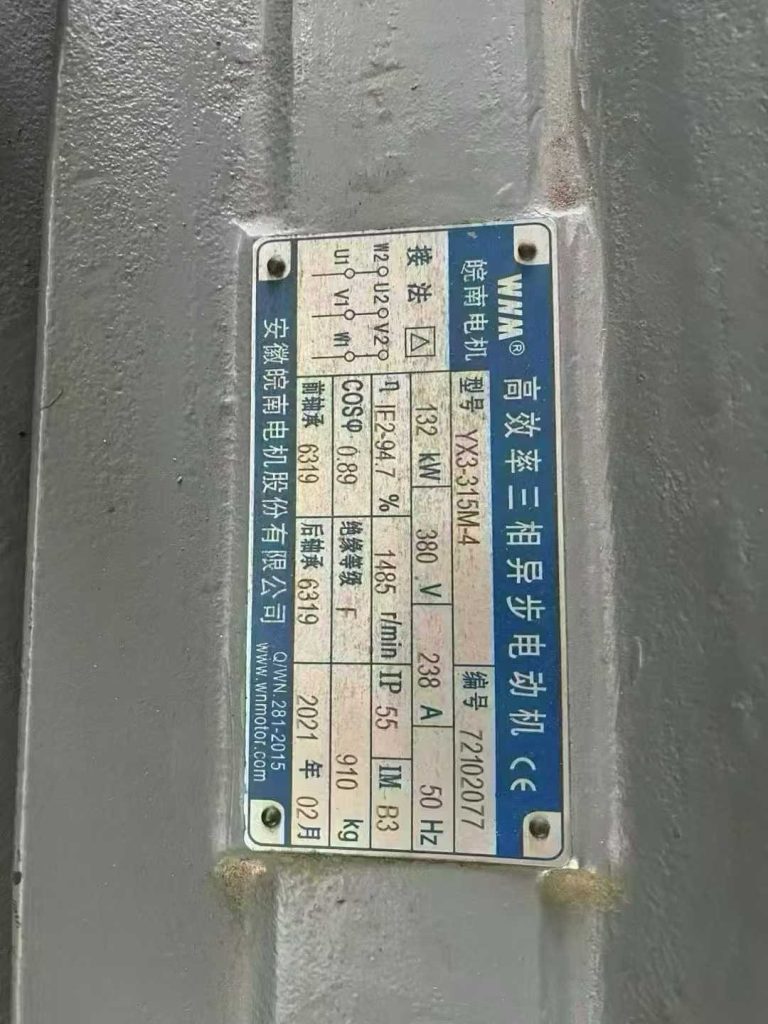 WNM® 高效率三相异步电动机 CE
皖南电机 型号 YX3-315M-4 编号 72102077
接法 △ 132 kW 380 V 238 A 50 Hz
W2 U2 V2 η IE2-94.7 % 1485 r/min IP 55 IM B3
U1 V1 W1 COSφ 0.89 绝缘等级 F 910 kg
前轴承 6319 后轴承 6319 2021 年 02月
安徽皖南电机股份有限公司 Q/WN.281-2015
www.wnmotor.com